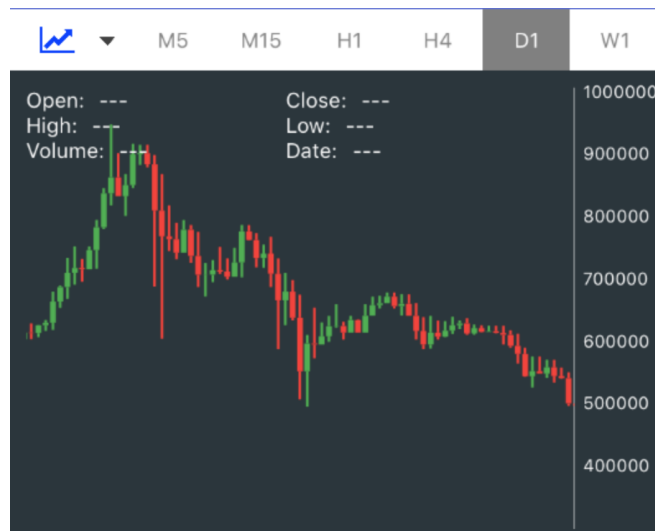 M5 M15 H1 H4 D1 W1
Open: --- Close: ---
High: --- Low: ---
Volume: --- Date: ---
1000000
900000
800000
700000
600000
500000
400000